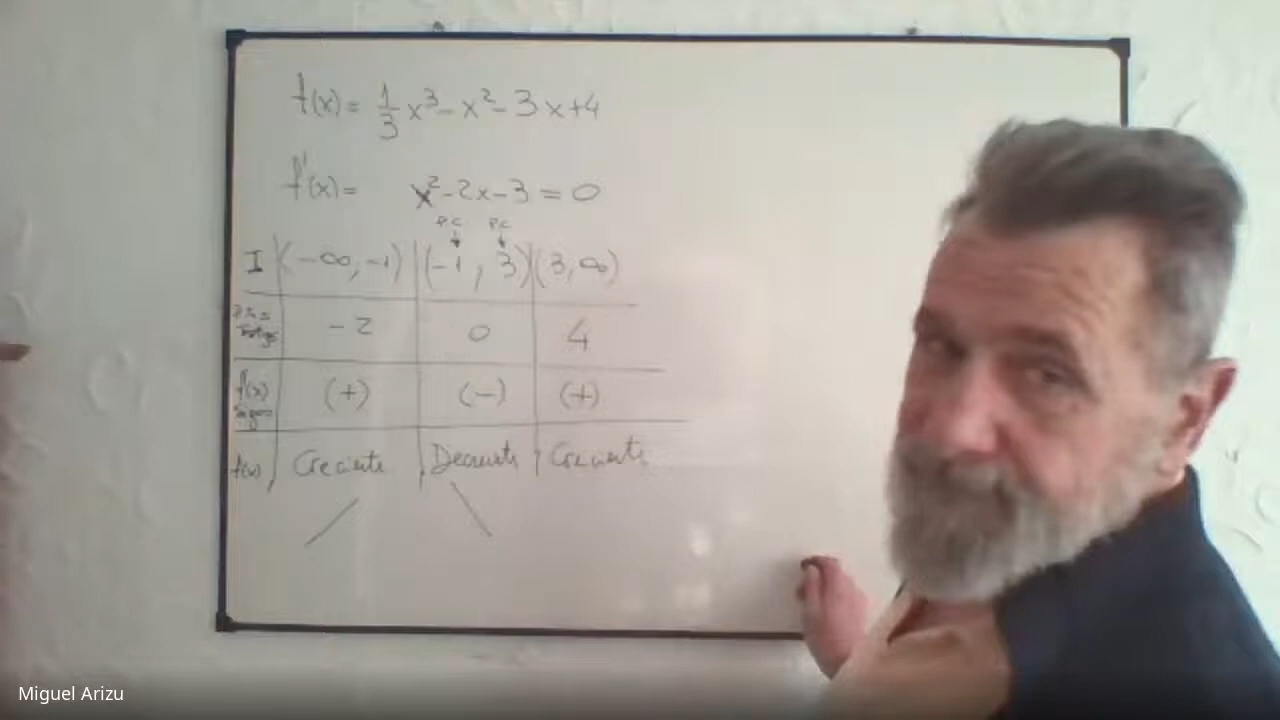 f(x) = 1/3 x³ - x² - 3x + 4
f'(x) = x² - 2x - 3 = 0
P.C P.C
I (-∞, -1) (-1, 3) (3, ∞)
-2 0 4
f'(x) (+) (-) (+)
f(x) Creciente Decreciente Creciente
Miguel Arizu